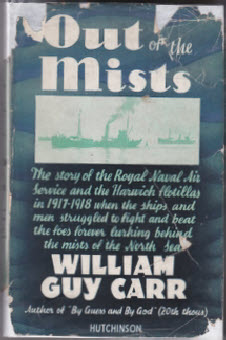 Out of the
Mists
The story of the Royal Naval Air
Service and the Harwich flotillas
in 1917-1918 when the ships and
men struggled to fight and beat
the foes forever lurking behind
the mists of the North Sea
WILLIAM
GUY CARR
Author of "By Guess and By God" (20th thous)
HUTCHINSON